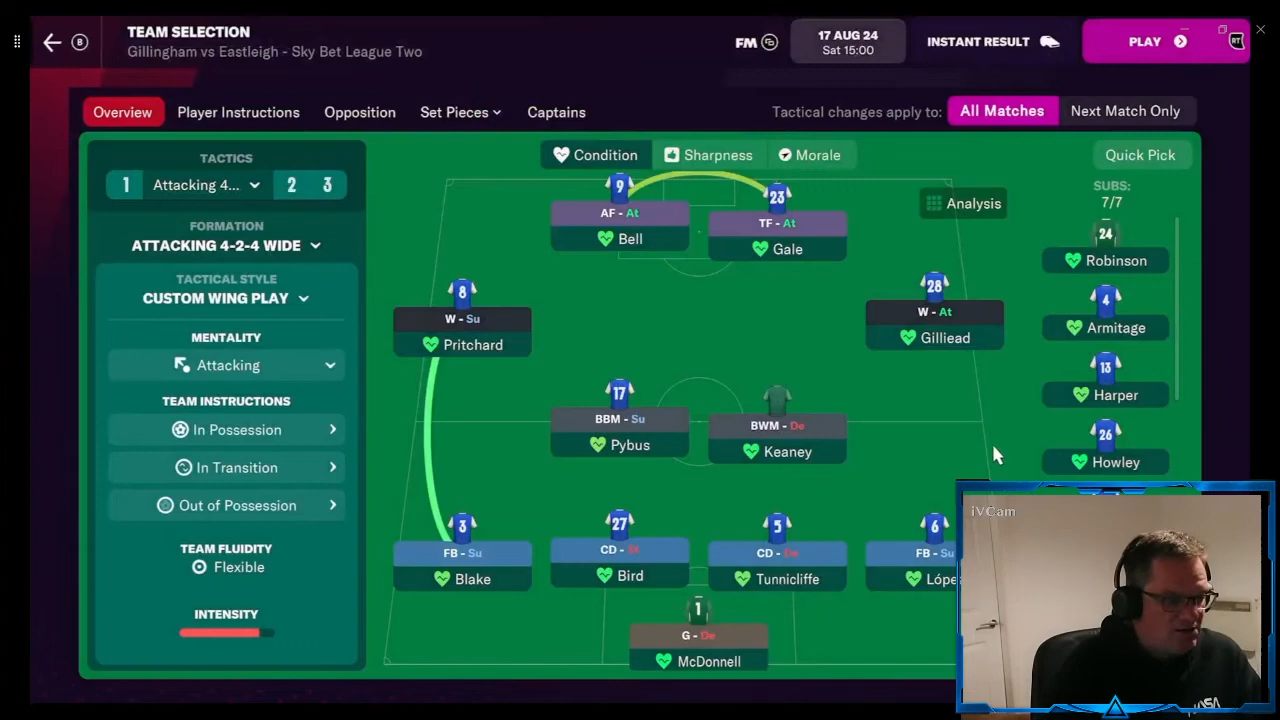 TEAM SELECTION
Gillingham vs Eastleigh - Sky Bet League Two
B
FM
17 AUG 24
Sat 15:00
INSTANT RESULT
PLAY
RT
Overview
Player Instructions
Opposition
Set Pieces
Captains
Tactical changes apply to:
All Matches
Next Match Only
TACTICS
1 Attacking 4... 2 3
FORMATION
ATTACKING 4-2-4 WIDE
TACTICAL STYLE
CUSTOM WING PLAY
MENTALITY
Attacking
TEAM INSTRUCTIONS
In Possession
In Transition
Out of Possession
TEAM FLUIDITY
Flexible
INTENSITY
Condition
Sharpness
Morale
Quick Pick
Analysis
9
AF - At
Bell
23
TF - At
Gale
8
W - Su
Pritchard
28
W - At
Gilliead
17
BBM - Su
Pybus
BWM - De
Keaney
3
FB - Su
Blake
27
CD -
Bird
5
CD - De
Tunnicliffe
6
FB - Su
Lópe
1
G - De
McDonnell
SUBS:
7/7
24
Robinson
4
Armitage
13
Harper
26
Howley
iVCam